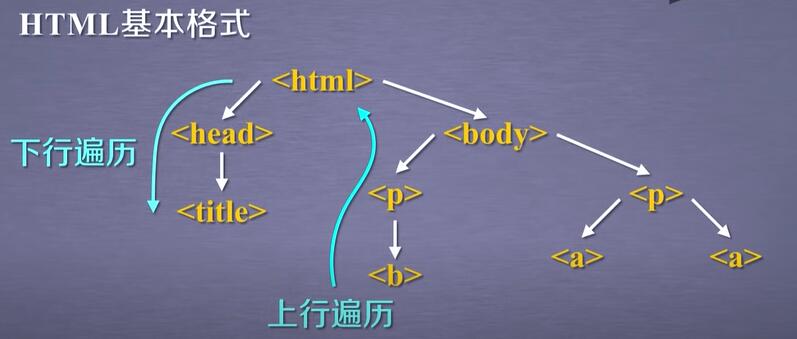 HTML基本格式
<html>
<head>
<body>
下行遍历
<title>
<p>
<p>
<b>
<a>
<a>
上行遍历